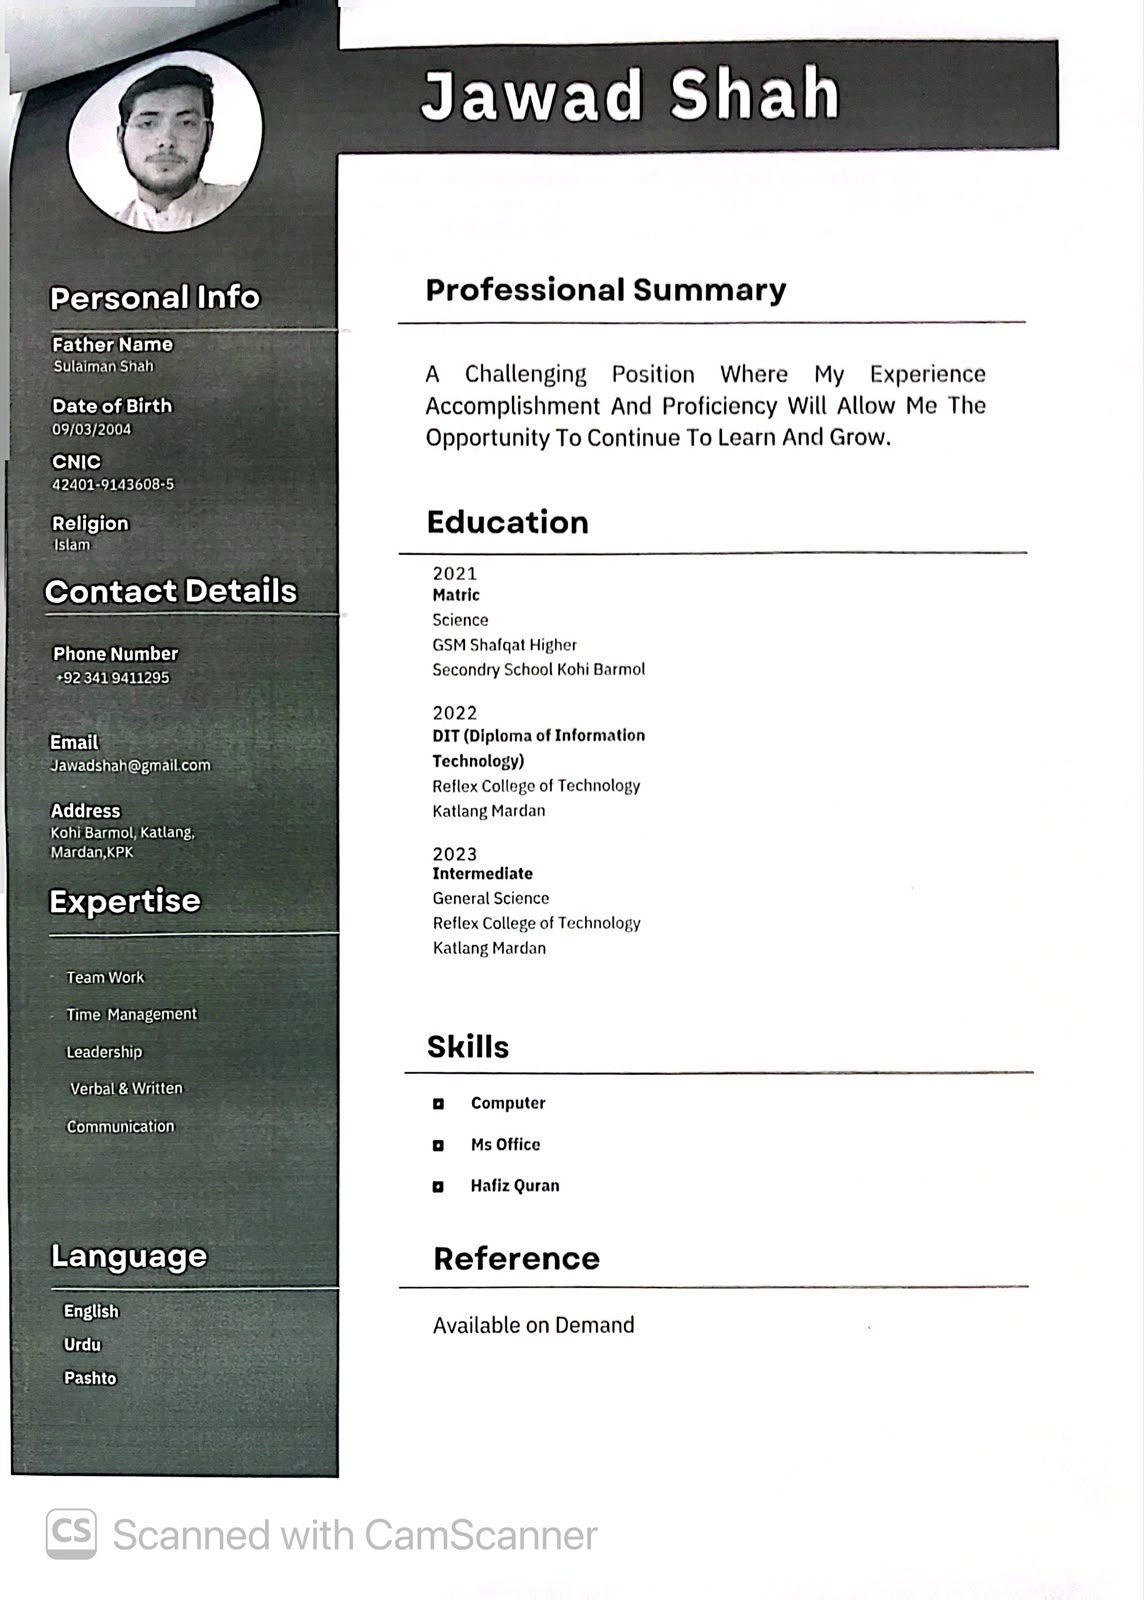 Jawad Shah
Personal Info
Father Name
Sulaiman Shah
Date of Birth
09/03/2004
CNIC
42401-9143608-5
Religion
Islam
Contact Details
Phone Number
+92 341 9411295
Email
Jawadshah@gmail.com
Address
Kohi Barmol, Katlang,
Mardan,KPK
Expertise
Team Work
Time Management
Leadership
Verbal & Written
Communication
Language
English
Urdu
Pashto
Professional Summary
A Challenging Position Where My Experience
Accomplishment And Proficiency Will Allow Me The
Opportunity To Continue To Learn And Grow.
Education
2021
Matric
Science
GSM Shafqat Higher
Secondry School Kohi Barmol
2022
DIT (Diploma of Information
Technology)
Reflex College of Technology
Katlang Mardan
2023
Intermediate
General Science
Reflex College of Technology
Katlang Mardan
Skills
Computer
Ms Office
Hafiz Quran
Reference
Available on Demand
CS Scanned with CamScanner